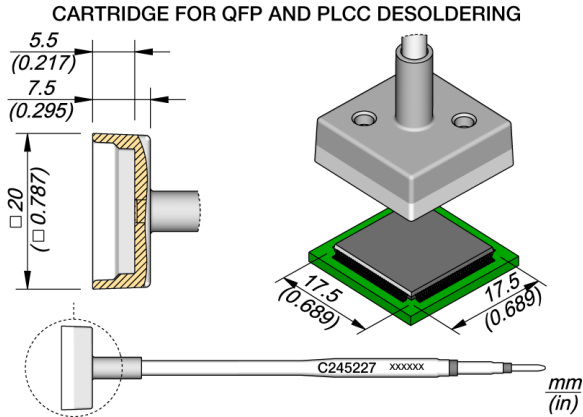 CARTRIDGE FOR QFP AND PLCC DESOLDERING
5.5
(0.217)
7.5
(0.295)
□ 20
(□ 0.787)
17.5
(0.689)
17.5
(0.689)
C245227 xxxxxx
mm
(in)